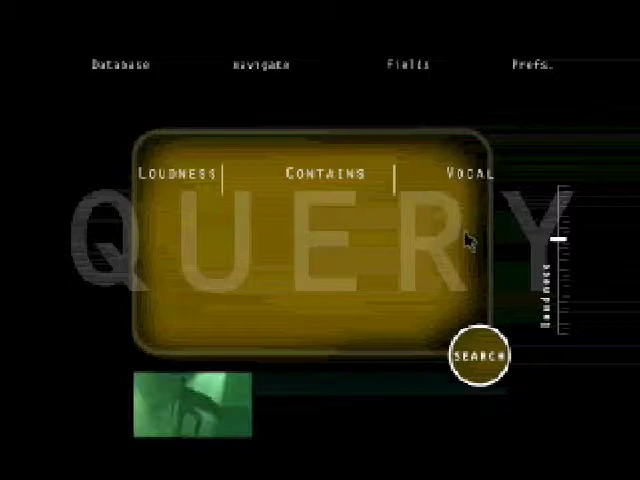 Database navigate Fields Prefs.
LOUDNESS CONTAINS VOCAL
QUERY
loudness
SEARCH